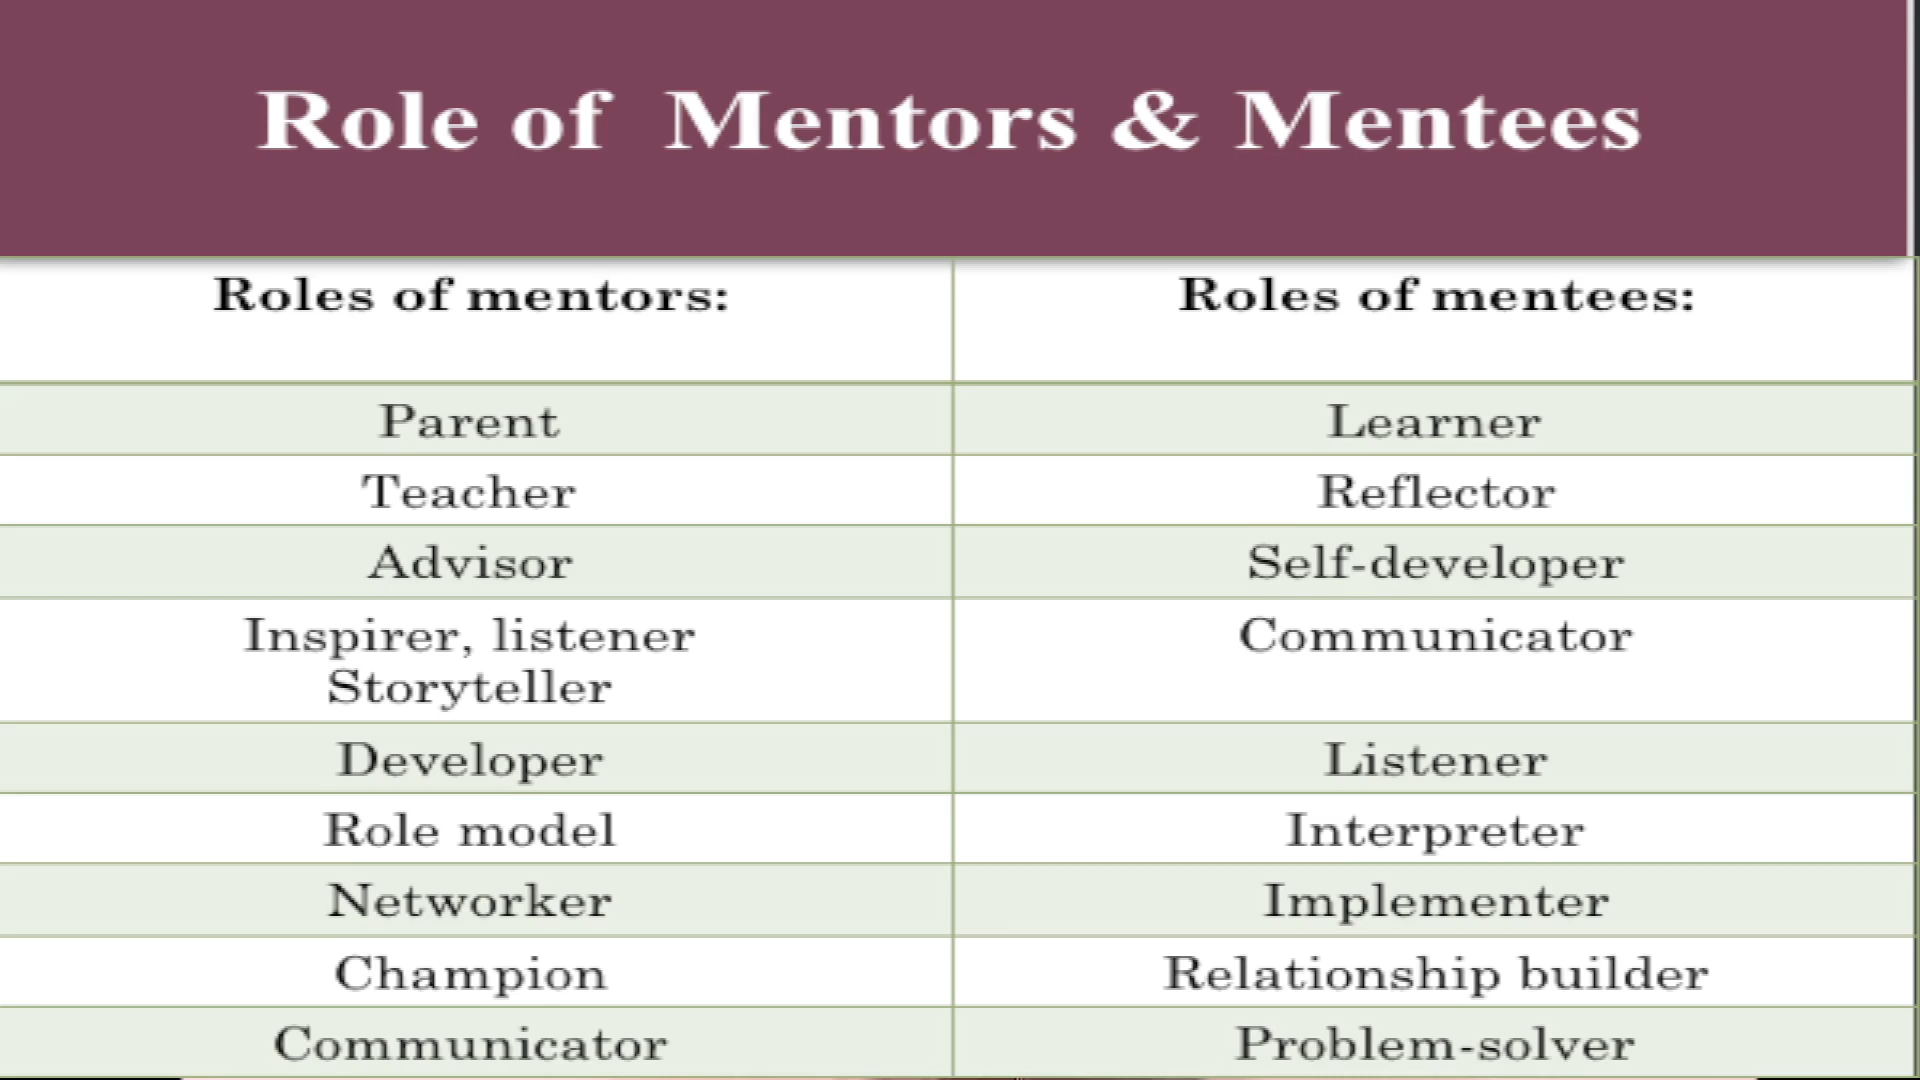 Role of Mentors & Mentees
Roles of mentors:
Roles of mentees:
Parent
Learner
Teacher
Reflector
Advisor
Self-developer
Inspirer, listener
Storyteller
Communicator
Developer
Listener
Role model
Interpreter
Networker
Implementer
Champion
Relationship builder
Communicator
Problem-solver